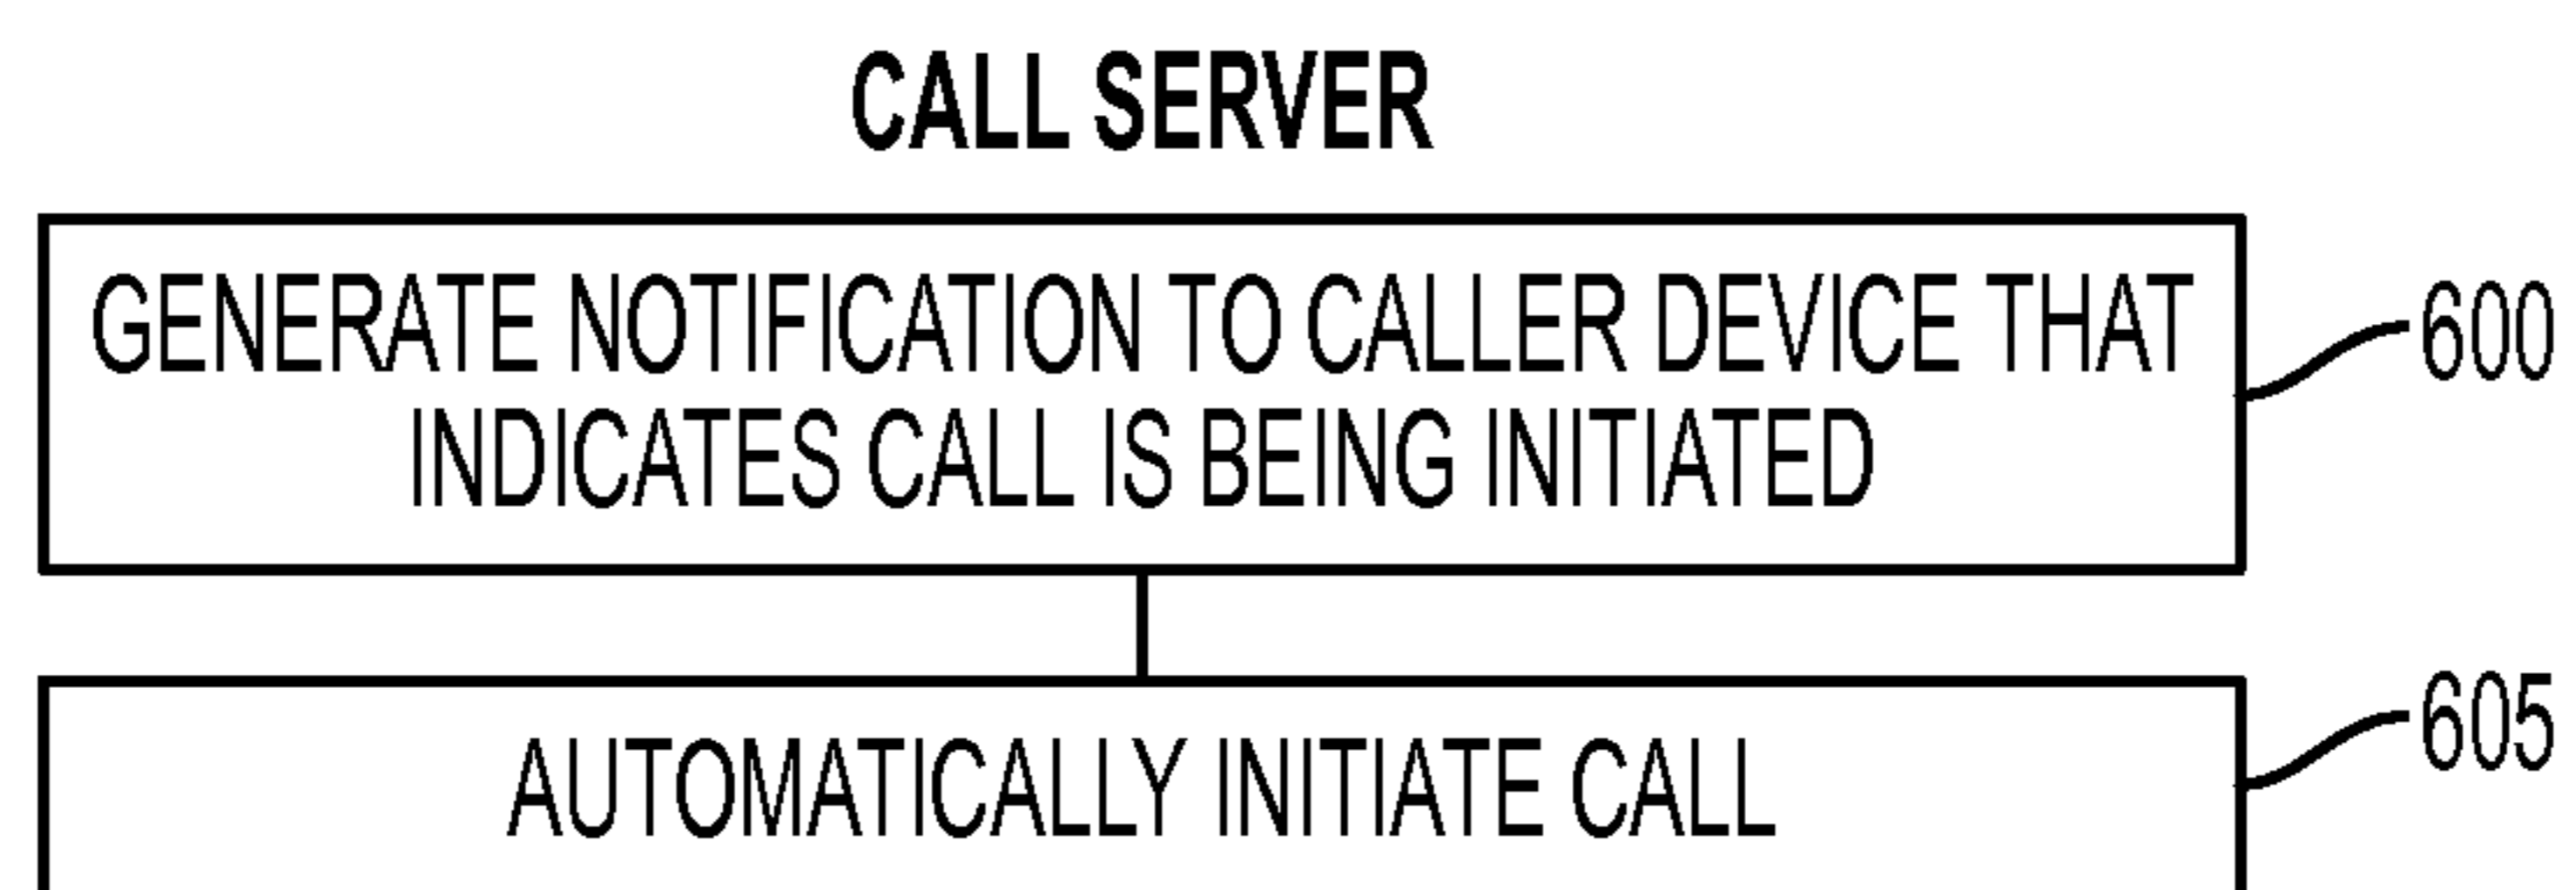 CALL SERVER
GENERATE NOTIFICATION TO CALLER DEVICE THAT
INDICATES CALL IS BEING INITIATED
600
605
AUTOMATICALLY INITIATE CALL